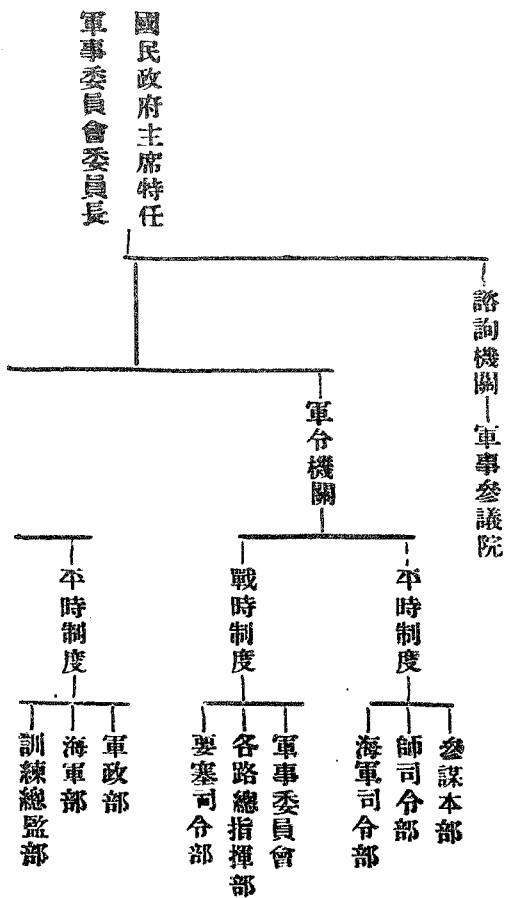 國民政府主席特任
軍事委員會委員長
諮詢機關
軍事參議院
軍令機關
平時制度
參謀本部
師司令部
海軍司令部
戰時制度
軍事委員會
各路總指揮部
要塞司令部
平時制度
軍政部
海軍部
訓練總監部